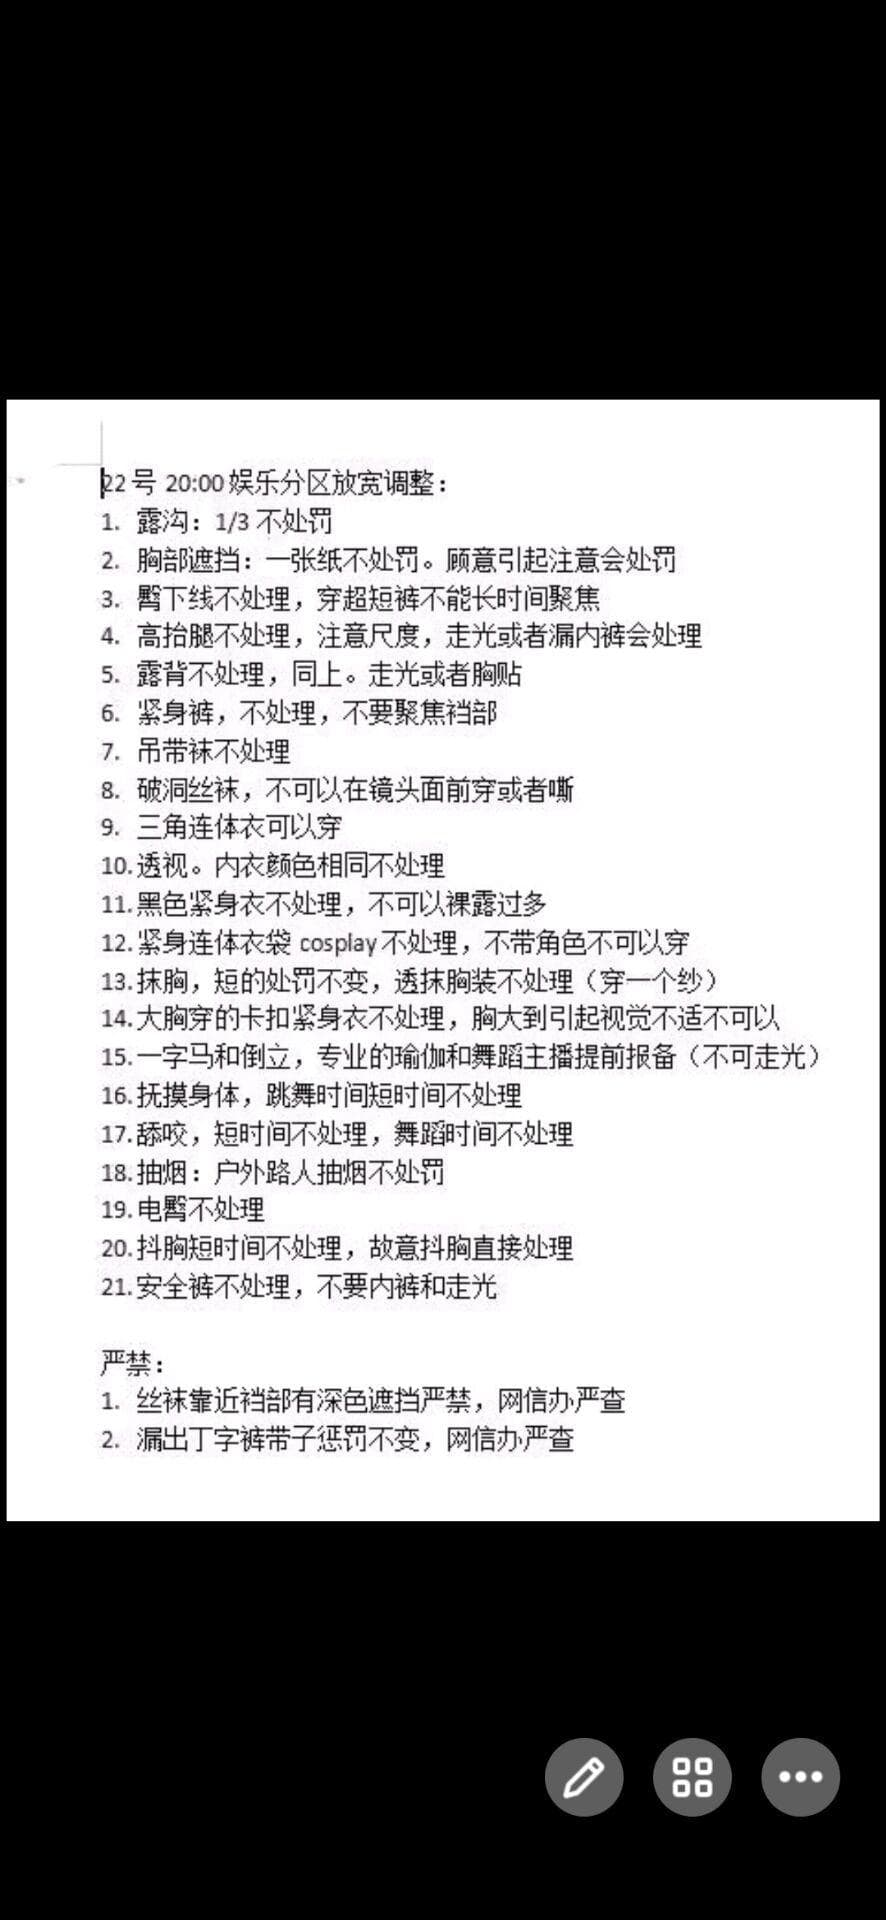 22号 20:00 娱乐分区放宽调整：
1. 露沟：1/3 不处罚
2. 胸部遮挡：一张纸不处罚。顾意引起注意会处罚
3. 臀下线不处理，穿超短裤不能长时间聚焦
4. 高抬腿不处理，注意尺度，走光或者漏内裤会处理
5. 露背不处理，同上。走光或者胸贴
6. 紧身裤，不处理，不要聚焦裆部
7. 吊带袜不处理
8. 破洞丝袜，不可以在镜头面前穿或者嘶
9. 三角连体衣可以穿
10. 透视。内衣颜色相同不处理
11. 黑色紧身衣不处理，不可以裸露过多
12. 紧身连体衣袋 cosplay 不处理，不带角色不可以穿
13. 抹胸，短的处罚不变，透抹胸装不处理（穿一个纱）
14. 大胸穿的卡扣紧身衣不处理，胸大到引起视觉不适不可以
15. 一字马和倒立，专业的瑜伽和舞蹈主播提前报备（不可走光）
16. 抚摸身体，跳舞时间短时间不处理
17. 舔咬，短时间不处理，舞蹈时间不处理
18. 抽烟：户外路人抽烟不处罚
19. 电臀不处理
20. 抖胸短时间不处理，故意抖胸直接处理
21. 安全裤不处理，不要内裤和走光
严禁：
1. 丝袜靠近裆部有深色遮挡严禁，网信办严查
2. 漏出丁字裤带子惩罚不变，网信办严查